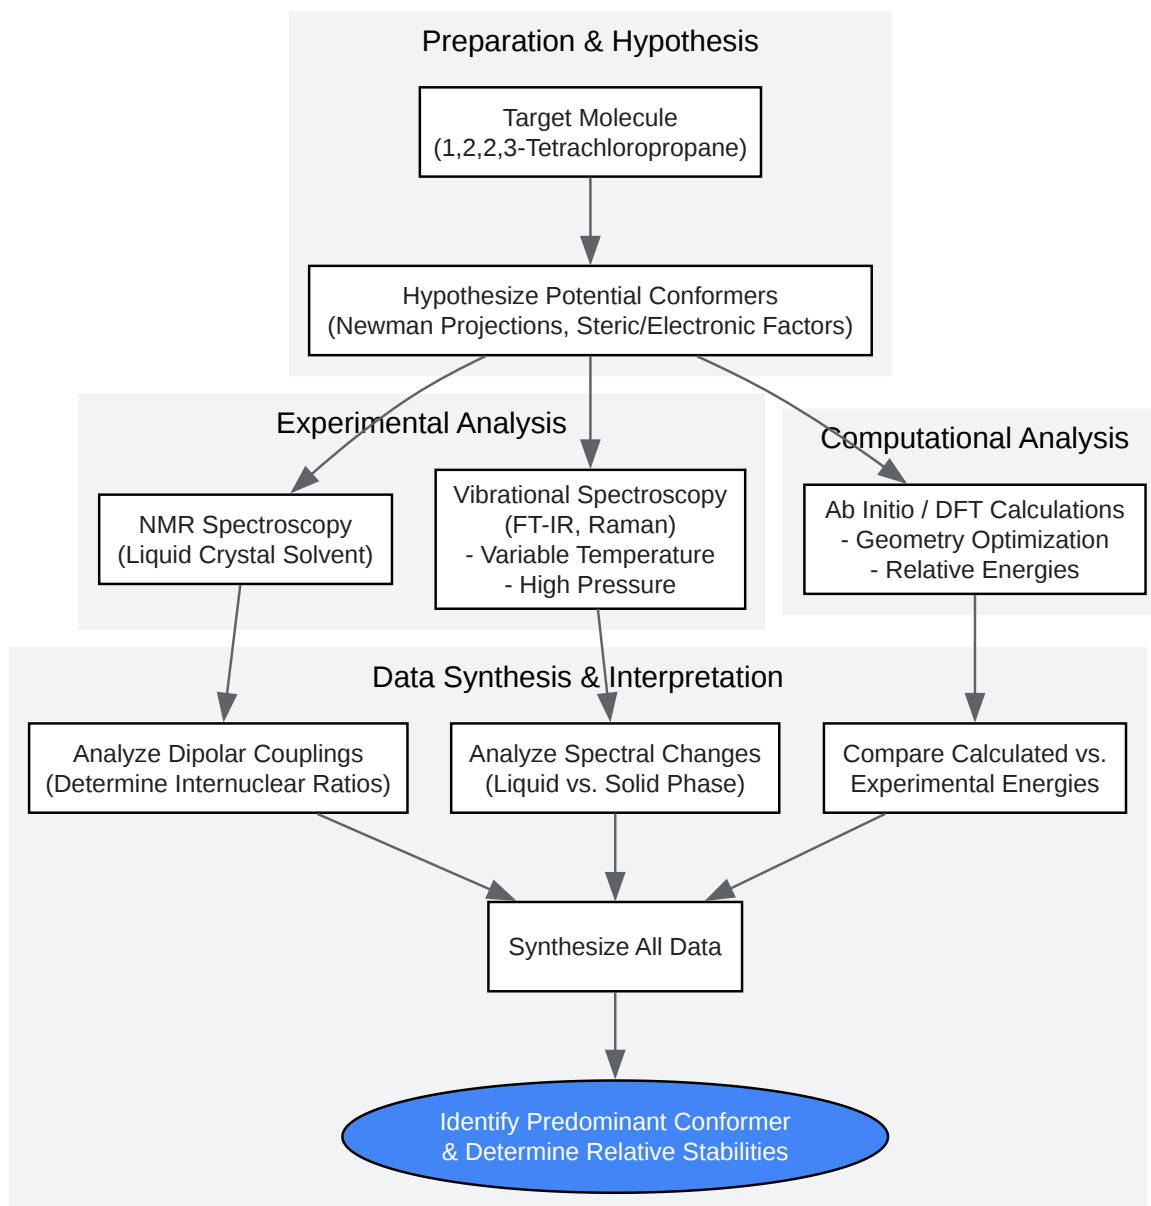 Preparation & Hypothesis
Target Molecule
(1,2,2,3-Tetrachloropropane)
Hypothesize Potential Conformers
(Newman Projections, Steric/Electronic Factors)
Experimental Analysis
Computational Analysis
NMR Spectroscopy
(Liquid Crystal Solvent)
Vibrational Spectroscopy
(FT-IR, Raman)
- Variable Temperature
- High Pressure
Ab Initio / DFT Calculations
- Geometry Optimization
- Relative Energies
Data Synthesis & Interpretation
Analyze Dipolar Couplings
(Determine Internuclear Ratios)
Analyze Spectral Changes
(Liquid vs. Solid Phase)
Compare Calculated vs.
Experimental Energies
Synthesize All Data
Identify Predominant Conformer
& Determine Relative Stabilities